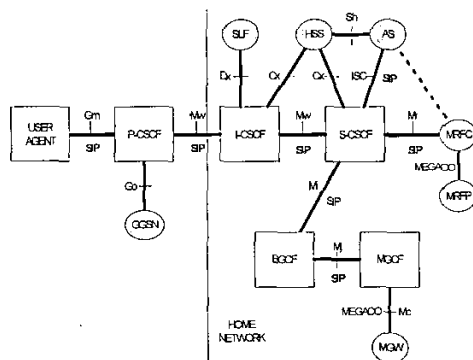 Sh
SLF
HSS
AS
Dx
Cx
Cx
ISC
SIP
Gm
Mw
Mw
Mr
USER
AGENT
P-CSCF
I-CSCF
S-CSCF
MRFC
SIP
SIP
SIP
SIP
Go
MEGACO
GGSN
Mi
SIP
MRFP
BGCF
Mj
SIP
MGCF
HOME
NETWORK
MEGACO
Mc
MGW